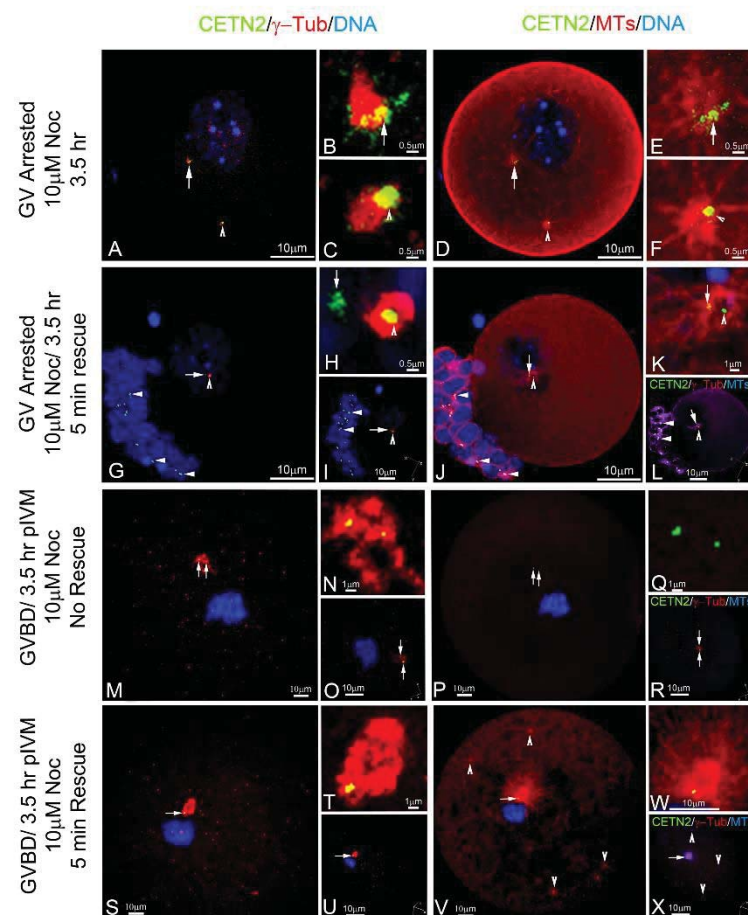 CETN2/γ-Tub/DNA
CETN2/MTs/DNA
GV Arrested
10μM Noc
3.5 hr
A
10μm
B
0.5μm
C
0.5μm
D
10μm
E
0.5μm
F
0.5μm
GV Arrested
10μM Noc/ 3.5 hr
5 min rescue
G
10μm
H
0.5μm
I
10μm
J
10μm
K
1μm
CETN2/γ-Tub/MTs
L
10μm
GVBD/ 3.5 hr pIVM
10μM Noc
No Rescue
M
10μm
N
1μm
O
10μm
P
10μm
Q
1μm
CETN2/γ-Tub/MTs
R
10μm
GVBD/ 3.5 hr pIVM
10μM Noc
5 min Rescue
S
10μm
T
1μm
U
10μm
V
10μm
W
10μm
CETN2/γ-Tub/MT
X
10μm